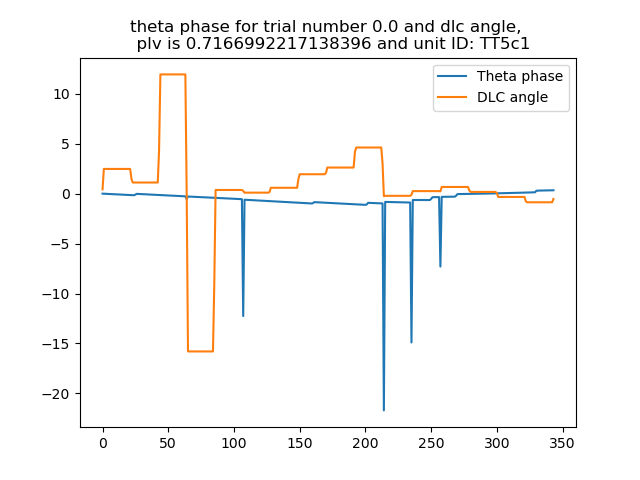 theta phase for trial number 0.0 and dlc angle,
plv is 0.7166992217138396 and unit ID: TT5c1
Theta phase
DLC angle
10
5
0
−5
−10
−15
−20
0 50 100 150 200 250 300 350